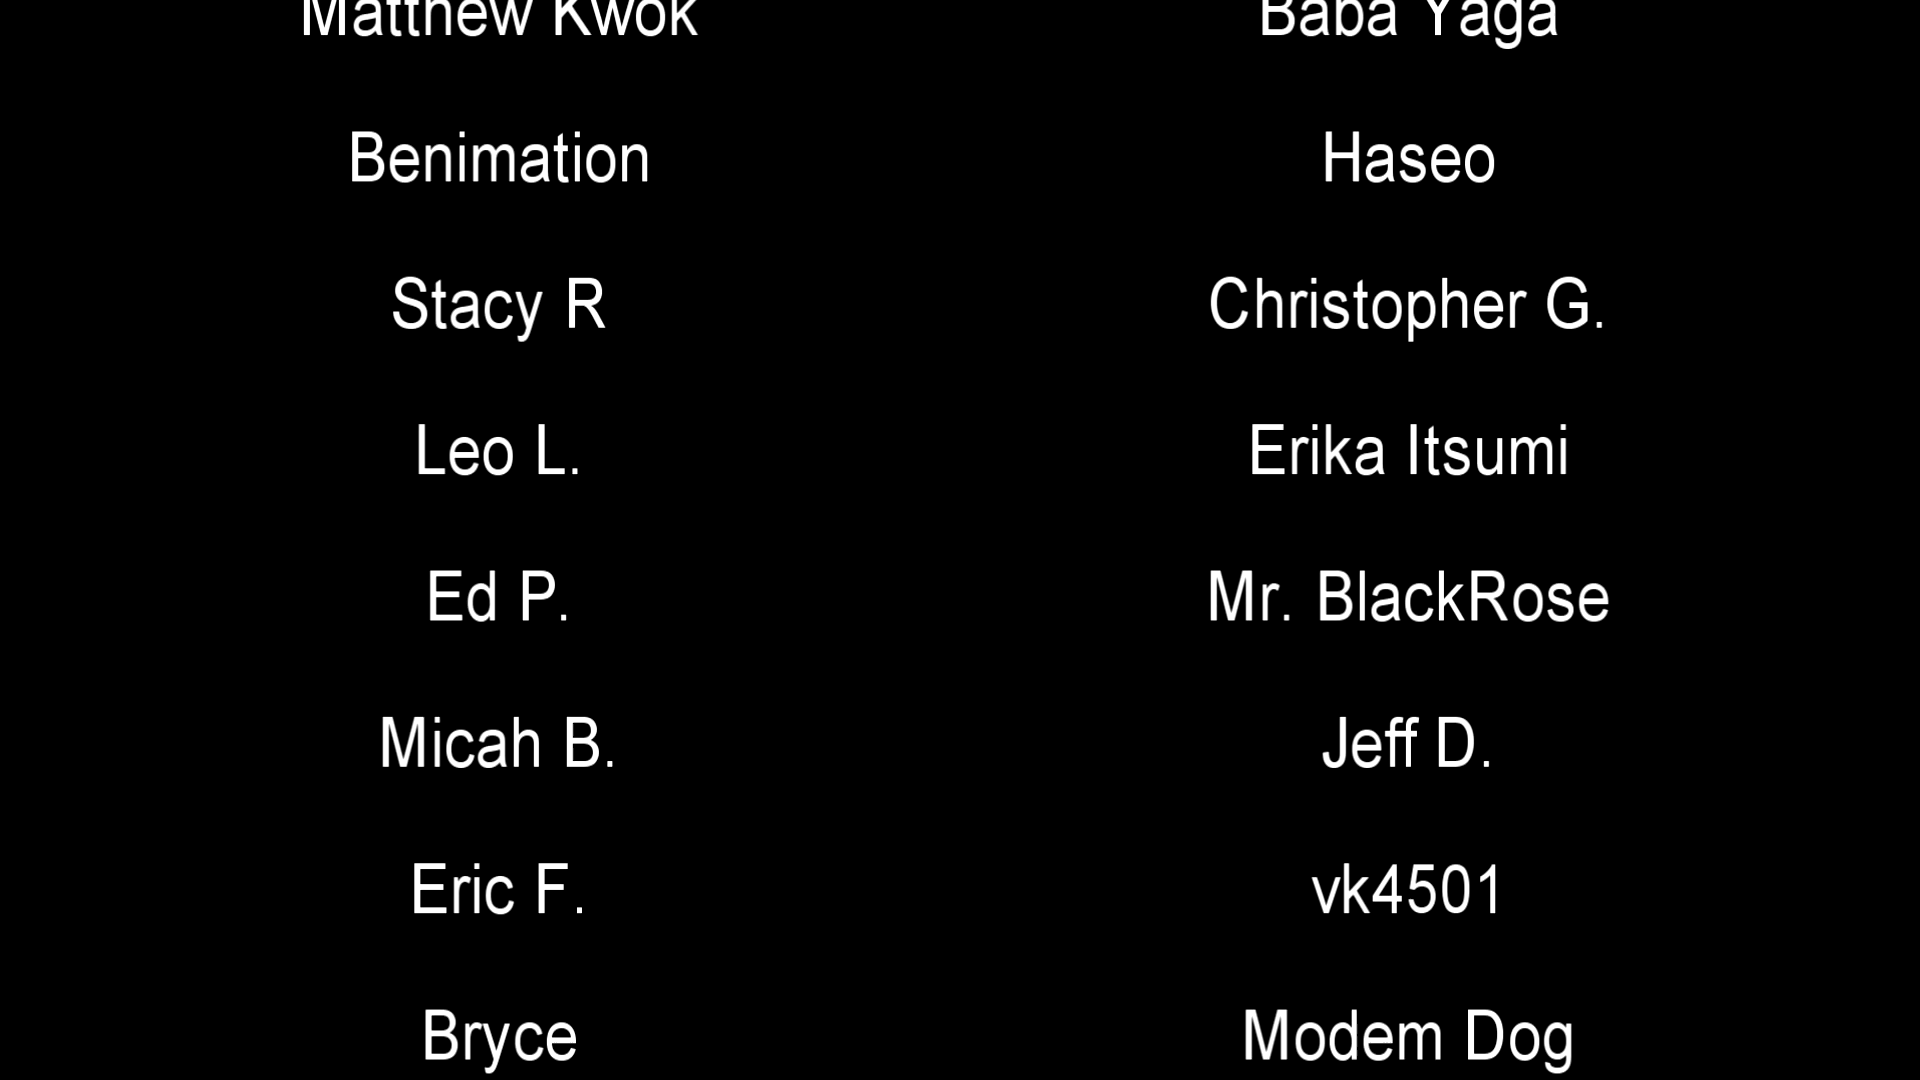 Matthew Kwok Baba Yaga
Benimation Haseo
Stacy R Christopher G.
Leo L. Erika Itsumi
Ed P. Mr. BlackRose
Micah B. Jeff D.
Eric F. vk4501
Bryce Modem Dog